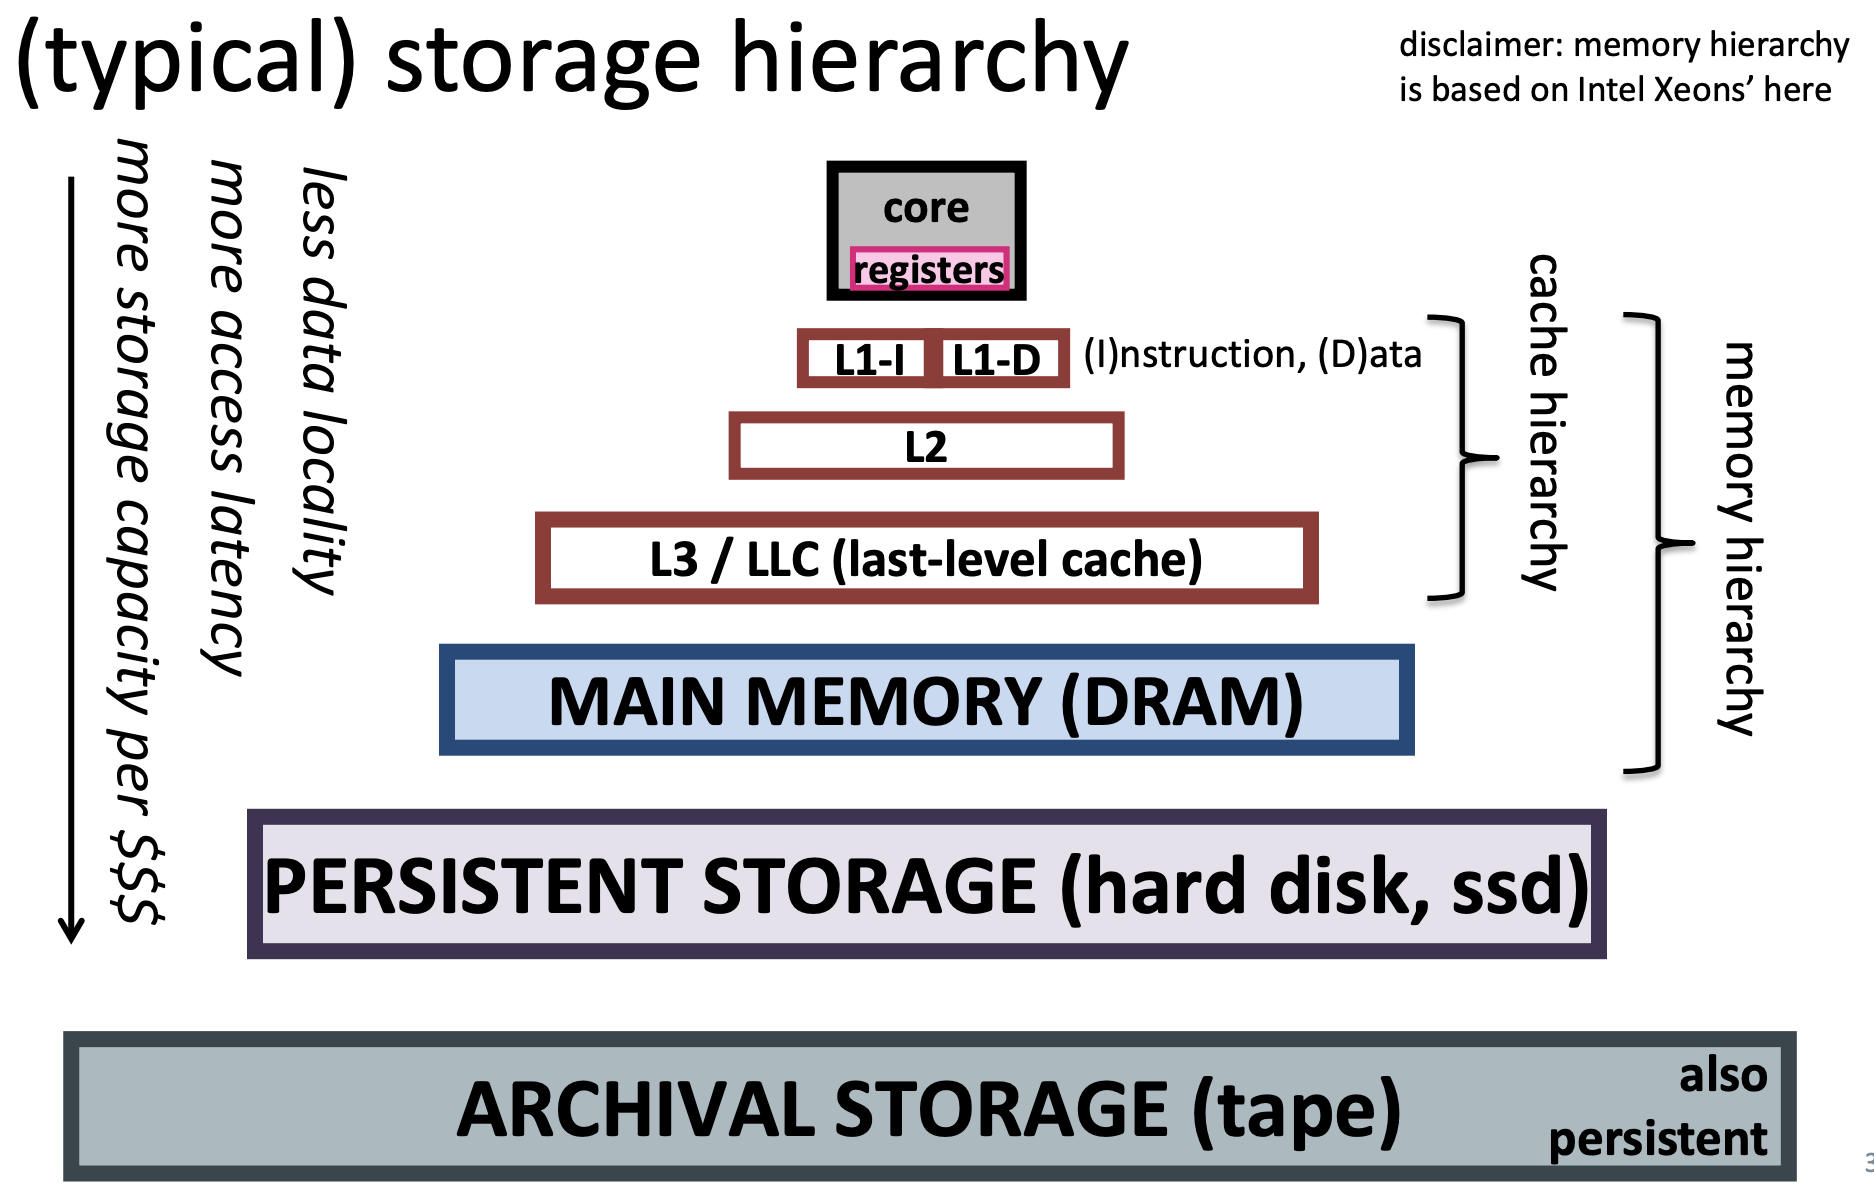 (typical) storage hierarchy
disclaimer: memory hierarchy
is based on Intel Xeons’ here
more storage capacity per $$$
more access latency
less data locality
core
registers
L1-I
L1-D
(I)nstruction, (D)ata
L2
L3 / LLC (last-level cache)
cache hierarchy
memory hierarchy
MAIN MEMORY (DRAM)
PERSISTENT STORAGE (hard disk, ssd)
ARCHIVAL STORAGE (tape)
also
persistent
3